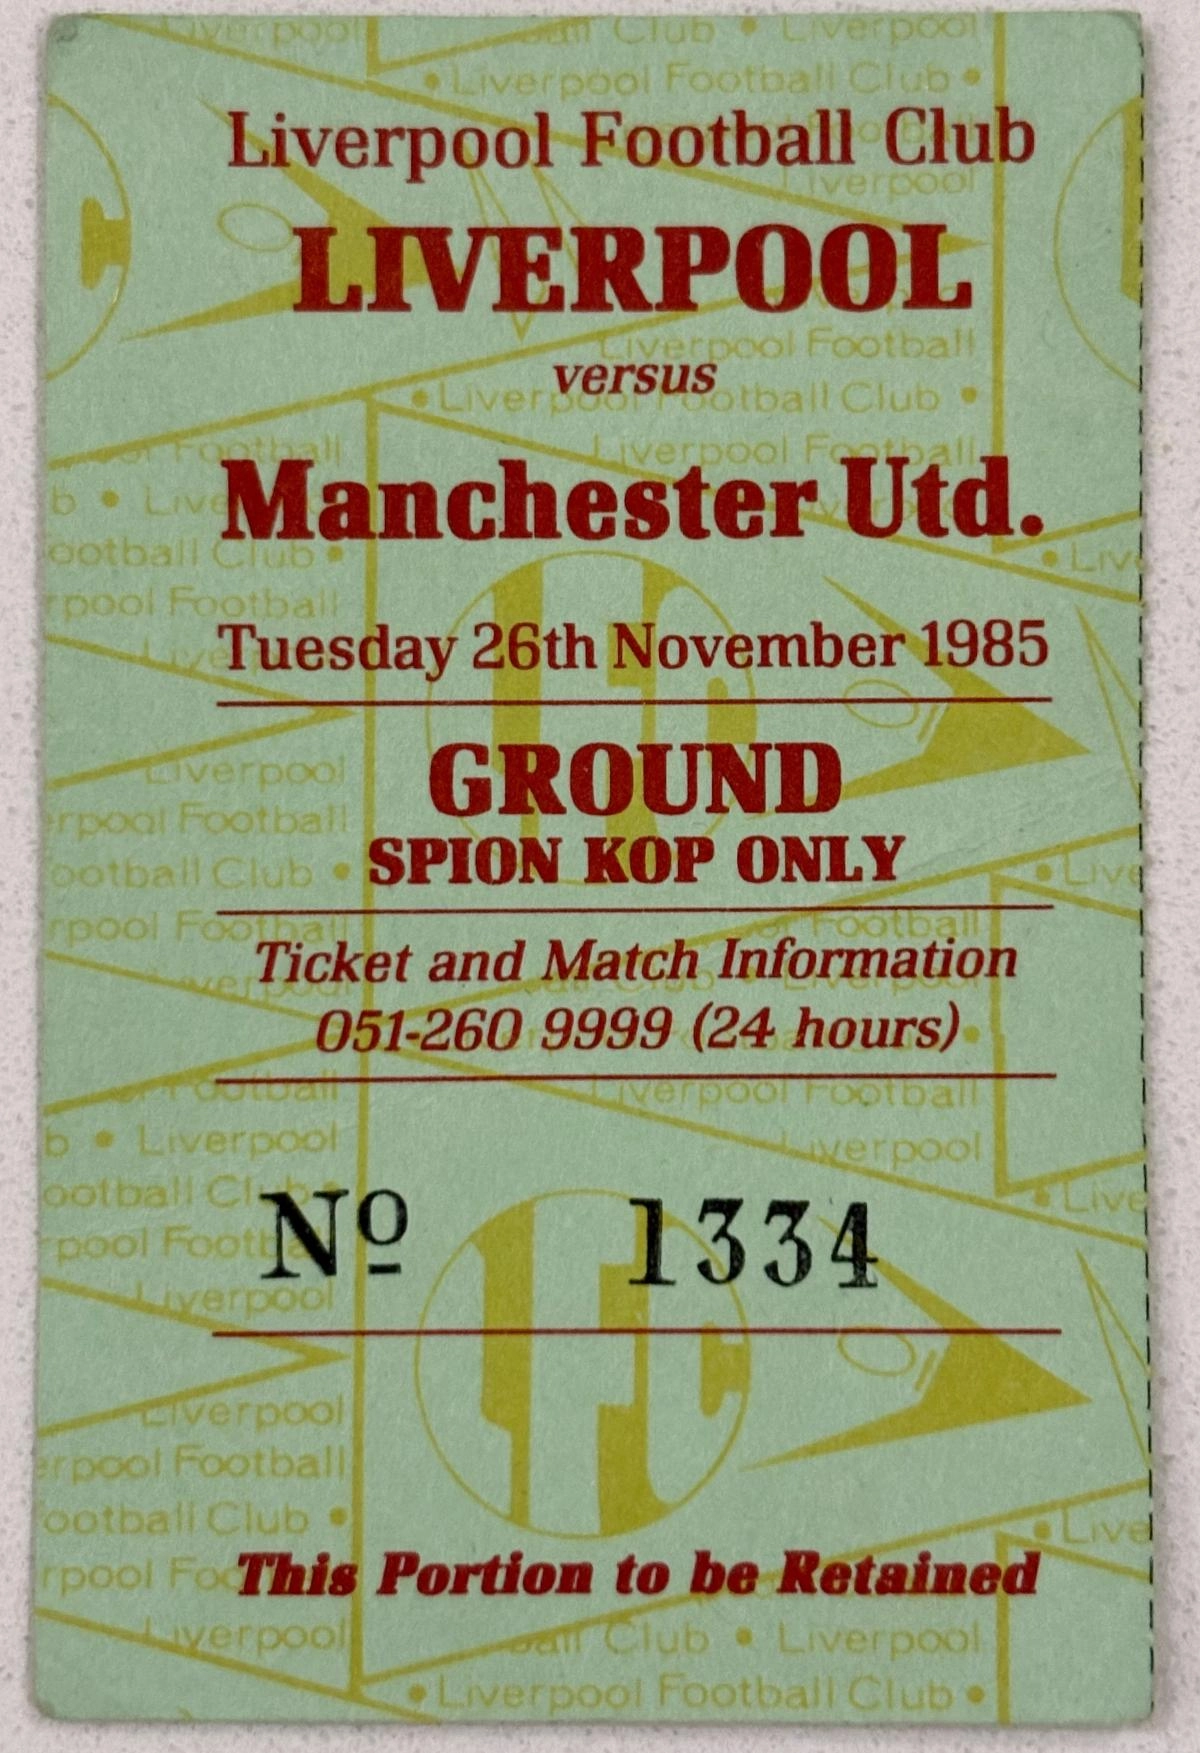 Liverpool Football Club
LIVERPOOL
versus
Manchester Utd.
Tuesday 26th November 1985
GROUND
SPION KOP ONLY
Ticket and Match Information
051-260 9999 (24 hours)
Nº 1334
This Portion to be Retained